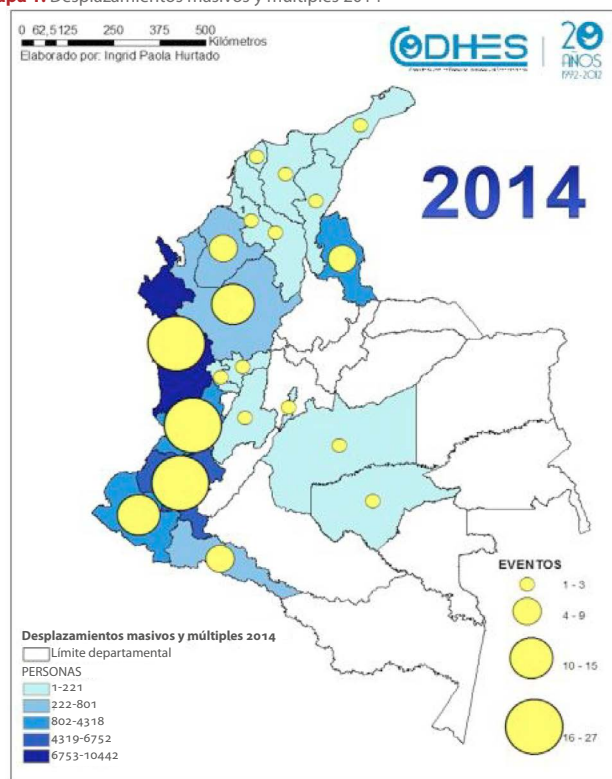 Desplazamientos masivos y múltiples 2014
0 62,5 125 250 375 500
Kilómetros
Elaborado por: Ingrid Paola Hurtado
CODHES
20 AÑOS
1992-2012
2014
EVENTOS
1 - 3
4 - 9
10 - 15
16 - 27
Desplazamientos masivos y múltiples 2014
Límite departamental
PERSONAS
1-221
222-801
802-4318
4319-6752
6753-10442